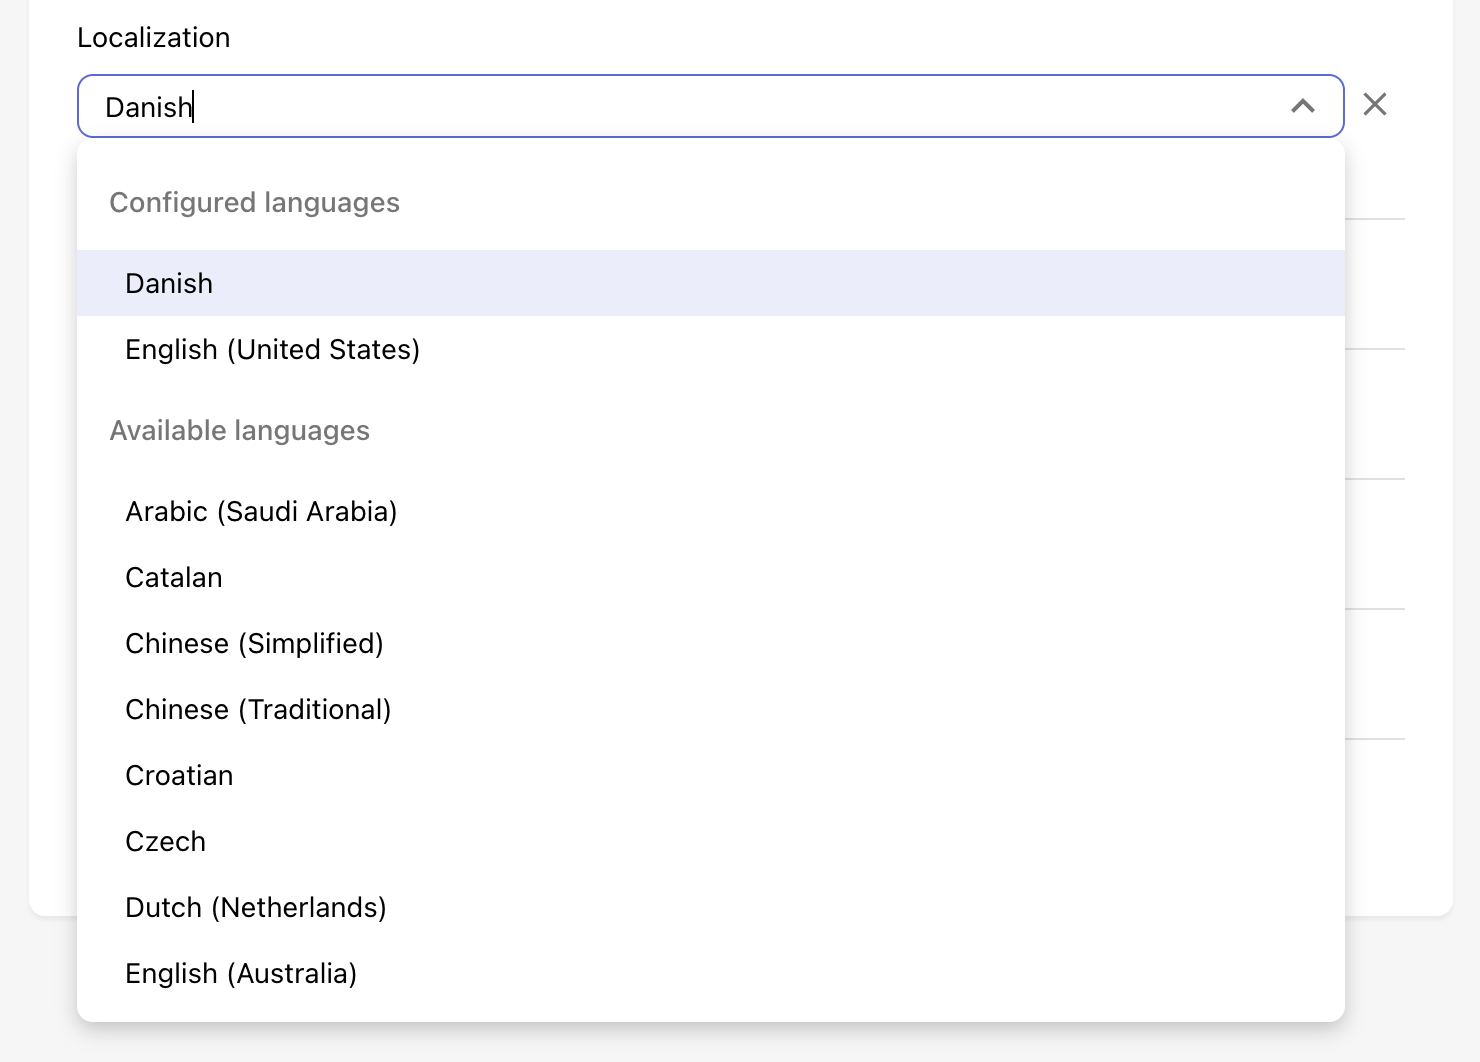 Localization
Danish
Configured languages
Danish
English (United States)
Available languages
Arabic (Saudi Arabia)
Catalan
Chinese (Simplified)
Chinese (Traditional)
Croatian
Czech
Dutch (Netherlands)
English (Australia)